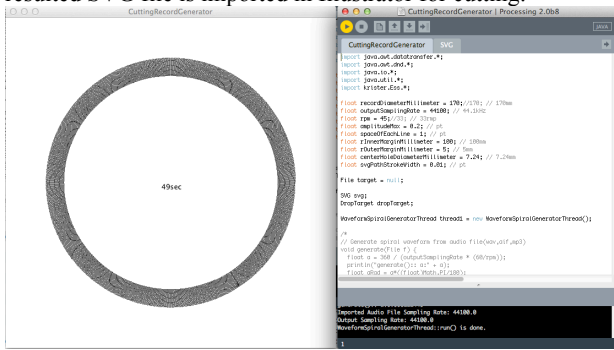 resulted SVG file is imported in Illustrator for cutting.
CuttingRecordGenerator
49sec
CuttingRecordGenerator | Processing 2.0b8
JAVA
CuttingRecordGenerator SVG
import java.awt.datatransfer.*;
import java.awt.dnd.*;
import java.io.*;
import java.util.*;
import krister.Ess.*;
float recordDiameterMillimeter = 170;//170; // 170mm
float outputSamplingRate = 44100; // 44.1kHz
float rpm = 45;//33; // 33rmp
float amplitudeMax = 0.2; // pt
float spaceOfEachLine = 1; // pt
float rInnerMarginMillimeter = 100; // 100mm
float rOuterMarginMillimeter = 5; // 5mm
float centerHoleDaiameterMillimeter = 7.24; // 7.24mm
float svgPathStrokeWidth = 0.01; // pt
File target = null;
SVG svg;
DropTarget dropTarget;
WaveformSpiralGeneratorThread thread1 = new WaveformSpiralGeneratorThread();
/*
// Generate spiral waveform from audio file(wav,aif,mp3)
void generate(File f) {
float a = 360 / (outputSamplingRate * (60/rpm));
println("generate():: a:" + a);
float aRad = a*((float)Math.PI/180);
Imported Audio File Sampling Rate: 44100.0
Output Sampling Rate: 44100.0
WaveformSpiralGeneratorThread::run() is done.
1